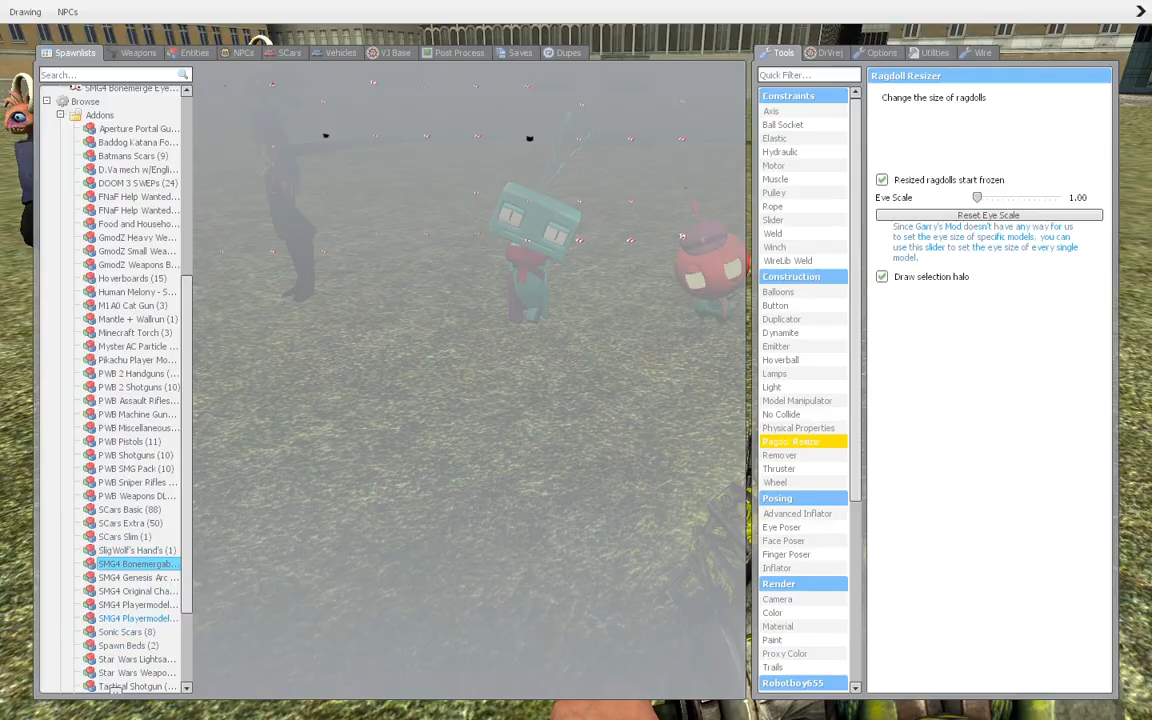 Drawing NPCs
Spawnlists Weapons Entities NPCs SCars Vehicles VJ Base Post Process Saves Dupes
Search...
SMG4 Bonemerge Eye...
Browse
Addons
Aperture Portal Gu...
Baddog Katana Fo...
Batmans Scars (9)
D.Va mech w/Engli...
DOOM 3 SWEPs (24)
FNaF Help Wanted...
FNaF Help Wanted...
Food and Househo...
GmodZ Heavy We...
GmodZ Small Wea...
GmodZ Weapons B...
Hoverboards (15)
Human Melony - S...
M1A0 Cat Gun (3)
Mantle + Wallrun (1)
Minecraft Torch (3)
MysterAC Particle ...
Pikachu Player Mo...
PWB 2 Handguns (...
PWB 2 Shotguns (10)
PWB Assault Rifles...
PWB Machine Gun...
PWB Miscellaneous...
PWB Pistols (11)
PWB Shotguns (10)
PWB SMG Pack (10)
PWB Sniper Rifles ...
PWB Weapons DL...
SCars Basic (88)
SCars Extra (50)
SCars Slim (1)
SligWolf's Hand's (1)
SMG4 Bonemergab...
SMG4 Genesis Arc ...
SMG4 Original Cha...
SMG4 Playermodel...
SMG4 Playermodel...
Sonic Scars (8)
Spawn Beds (2)
Star Wars Lightsa...
Star Wars Weapo...
Tactical Shotgun (...
Tools DrVrej Options Utilities Wire
Quick Filter...
Constraints
Axis
Ball Socket
Elastic
Hydraulic
Motor
Muscle
Pulley
Rope
Slider
Weld
Winch
WireLib Weld
Construction
Balloons
Button
Duplicator
Dynamite
Emitter
Hoverball
Lamps
Light
Model Manipulator
No Collide
Physical Properties
Ragdoll Resizer
Remover
Thruster
Wheel
Posing
Advanced Inflator
Eye Poser
Face Poser
Finger Poser
Inflator
Render
Camera
Color
Material
Paint
Proxy Color
Trails
Robotboy655
Ragdoll Resizer
Change the size of ragdolls
Resized ragdolls start frozen
Eye Scale 1.00
Reset Eye Scale
Since Garry's Mod doesn't have any way for us
to set the eye size of specific models, you can
use this slider to set the eye size of every single
model.
Draw selection halo